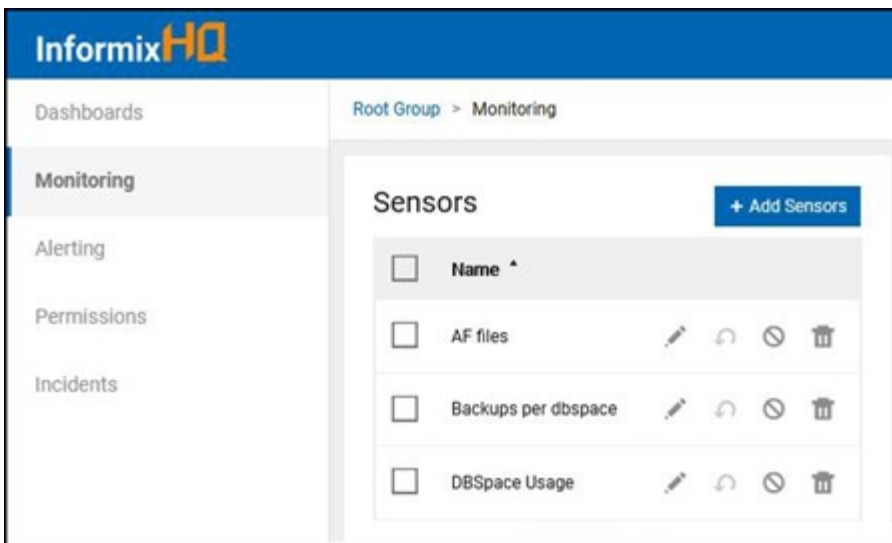 InformixHQ
Dashboards
Monitoring
Alerting
Permissions
Incidents
Root Group > Monitoring
Sensors
+ Add Sensors
Name
AF files
Backups per dbspace
DBSpace Usage